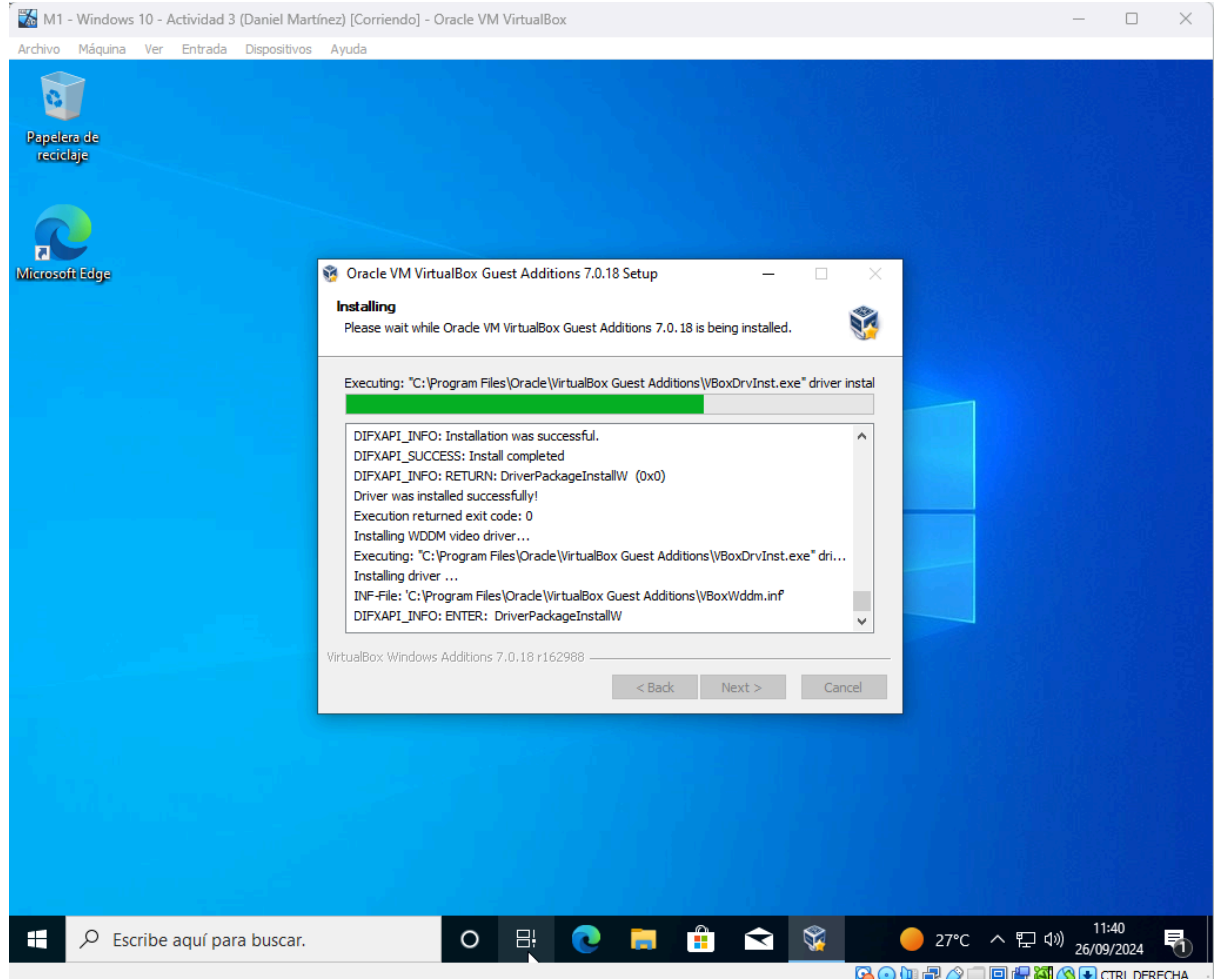 M1 - Windows 10 - Actividad 3 (Daniel Martínez) [Corriendo] - Oracle VM VirtualBox
Archivo Máquina Ver Entrada Dispositivos Ayuda
Papelera de
reciclaje
Microsoft Edge
Oracle VM VirtualBox Guest Additions 7.0.18 Setup
Installing
Please wait while Oracle VM VirtualBox Guest Additions 7.0.18 is being installed.
Executing: "C:\Program Files\Oracle\VirtualBox Guest Additions\VBoxDrvInst.exe" driver instal
DIFXAPI_INFO: Installation was successful.
DIFXAPI_SUCCESS: Install completed
DIFXAPI_INFO: RETURN: DriverPackageInstallW (0x0)
Driver was installed successfully!
Execution returned exit code: 0
Installing WDDM video driver...
Executing: "C:\Program Files\Oracle\VirtualBox Guest Additions\VBoxDrvInst.exe" dri...
Installing driver ...
INF-File: 'C:\Program Files\Oracle\VirtualBox Guest Additions\VBoxWddm.inf'
DIFXAPI_INFO: ENTER: DriverPackageInstallW
VirtualBox Windows Additions 7.0.18 r162988
< Back Next > Cancel
Escribe aquí para buscar.
27°C
11:40
26/09/2024
1
CTRL DERECHA